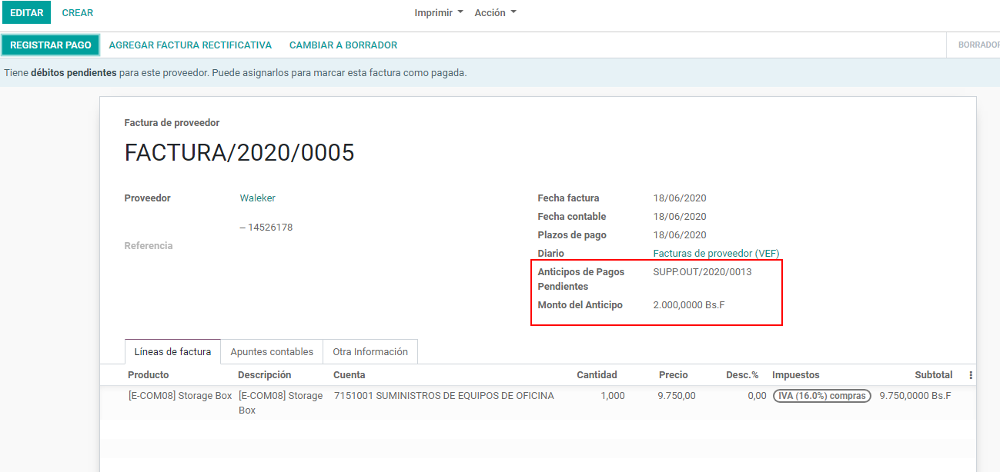 EDITAR CREAR Imprimir Acción
REGISTRAR PAGO AGREGAR FACTURA RECTIFICATIVA CAMBIAR A BORRADOR BORRADOR
Tiene débitos pendientes para este proveedor. Puede asignarlos para marcar esta factura como pagada.
Factura de proveedor
FACTURA/2020/0005
Proveedor Waleker
-- 14526178
Referencia
Fecha factura 18/06/2020
Fecha contable 18/06/2020
Plazos de pago 18/06/2020
Diario Facturas de proveedor (VEF)
Anticipos de Pagos SUPP.OUT/2020/0013
Pendientes
Monto del Anticipo 2.000,0000 Bs.F
Líneas de factura Apuntes contables Otra Información
Producto Descripción Cuenta Cantidad Precio Desc.% Impuestos Subtotal
[E-COM08] Storage Box [E-COM08] Storage 7151001 SUMINISTROS DE EQUIPOS DE OFICINA 1,000 9.750,00 0,00 IVA (16.0%) compras 9.750,0000 Bs.F
Box